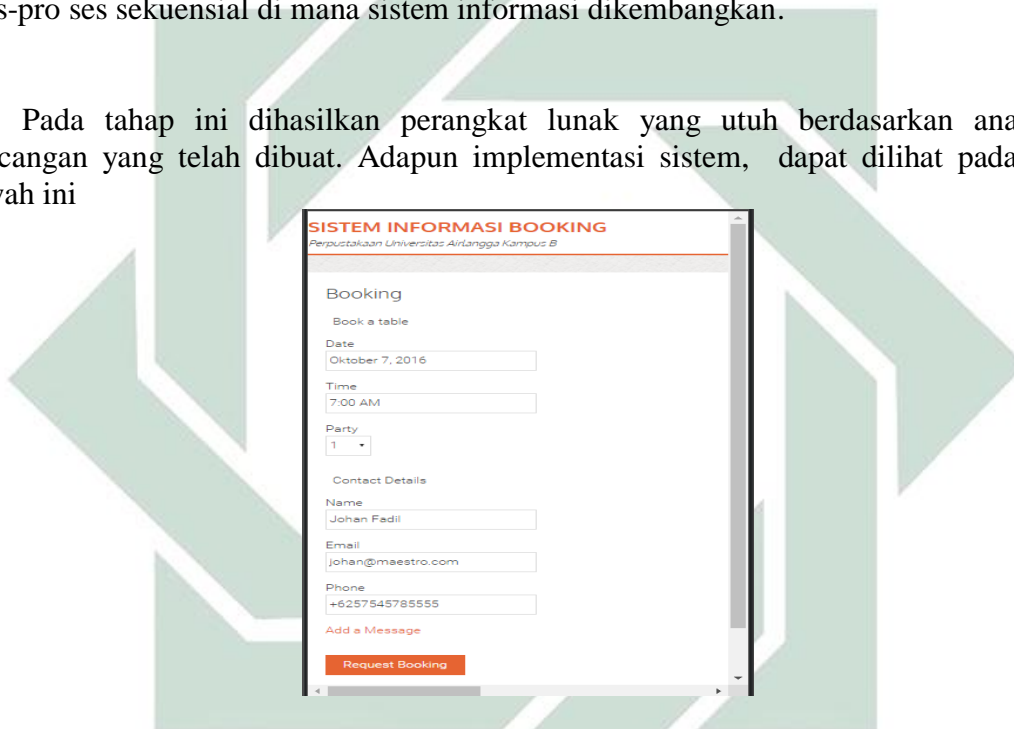 s-pro ses sekuensial di mana sistem informasi dikembangkan.
Pada tahap ini dihasilkan perangkat lunak yang utuh berdasarkan ana
cangan yang telah dibuat. Adapun implementasi sistem, dapat dilihat pada
ah ini
SISTEM INFORMASI BOOKING
Perpustakaan Universitas Airlangga Kampus B
Booking
Book a table
Date
Oktober 7, 2016
Time
7:00 AM
Party
1
Contact Details
Name
Johan Fadil
Email
johan@maestro.com
Phone
+6257545785555
Add a Message
Request Booking